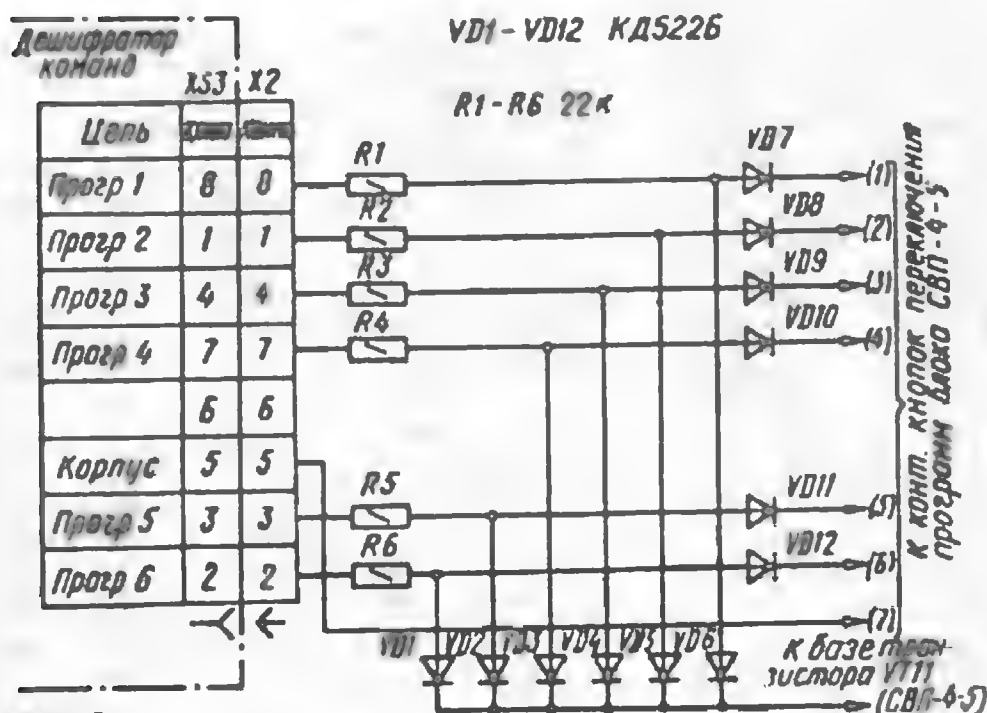 VD1-VD12 КД522Б
Дешифратор
команд
R1-R6 22к
XS3 X2
Цепь
Прогр 1 8 8
Прогр 2 1 1
Прогр 3 4 4
Прогр 4 7 7
6 6
Корпус 5 5
Прогр 5 3 3
Прогр 6 2 2
R1
R2
R3
R4
R5
R6
VD7
VD8
VD9
VD10
VD11
VD12
(1)
(2)
(3)
(4)
(5)
(6)
(7)
К конт. кнопок переключения
программ блока СВП-4-5
VD1 VD2 VD3 VD4 VD5 VD6
К базе тран-
зистора VT11
(СВП-4-5)